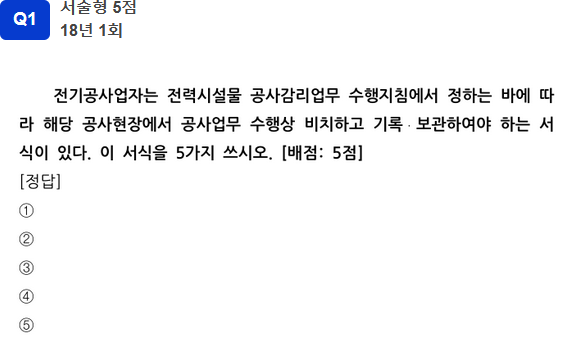 Q1
서술형 5점
18년 1회
전기공사업자는 전력시설물 공사감리업무 수행지침에서 정하는 바에 따
라 해당 공사현장에서 공사업무 수행상 비치하고 기록·보관하여야 하는 서
식이 있다. 이 서식을 5가지 쓰시오. [배점: 5점]
[정답]
①
②
③
④
⑤